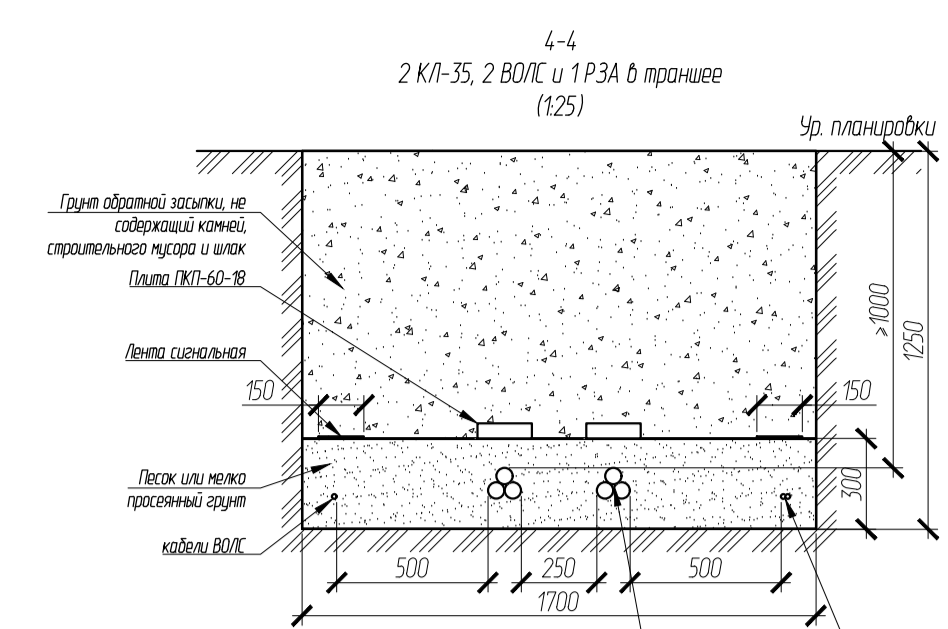 4-4
2 КЛ-35, 2 ВОЛС и 1 РЗА в траншее
(1:25)
Ур. планировки
Грунт обратной засыпки, не
содержащий камней,
строительного мусора и шлак
Плита ПКП-60-18
Лента сигнальная
150
150
≥1000
1250
300
Песок или мелко
просеянный грунт
кабели ВОЛС
500
250
500
1700